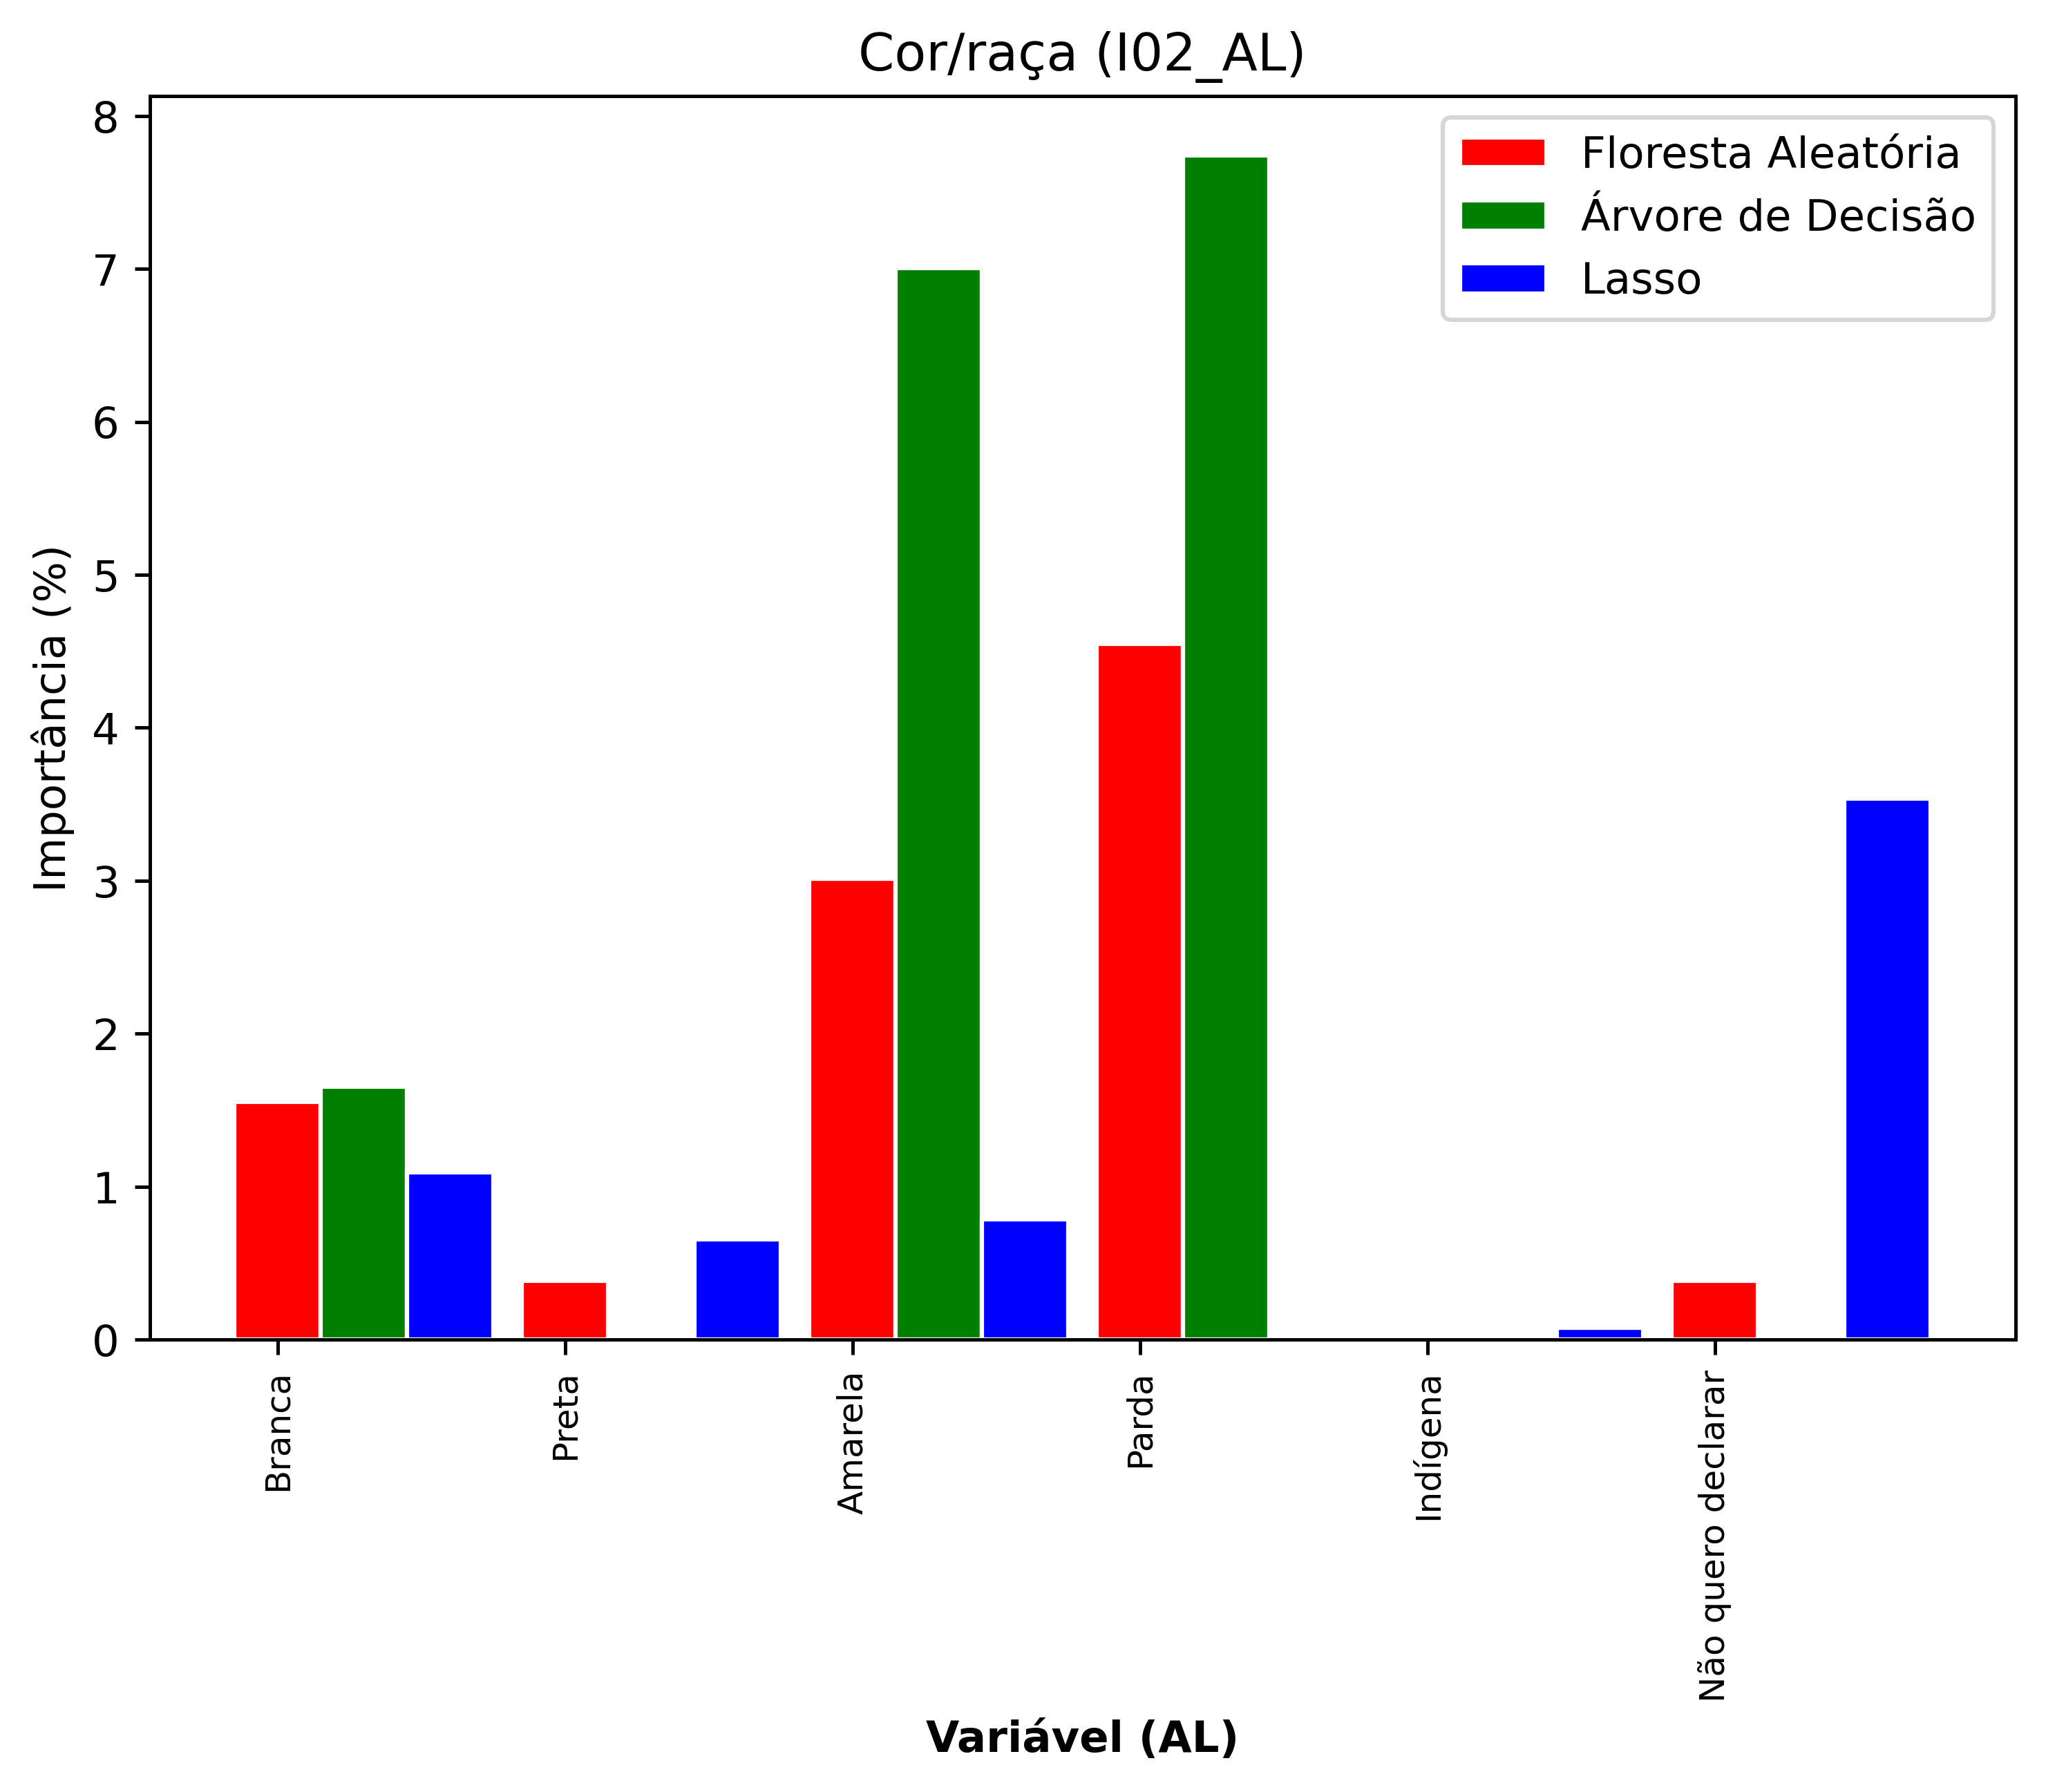 Cor/raça (I02_AL)
Floresta Aleatória
Árvore de Decisão
Lasso
Importância (%)
8
7
6
5
4
3
2
1
0
Branca
Preta
Amarela
Parda
Indígena
Não quero declarar
Variável (AL)